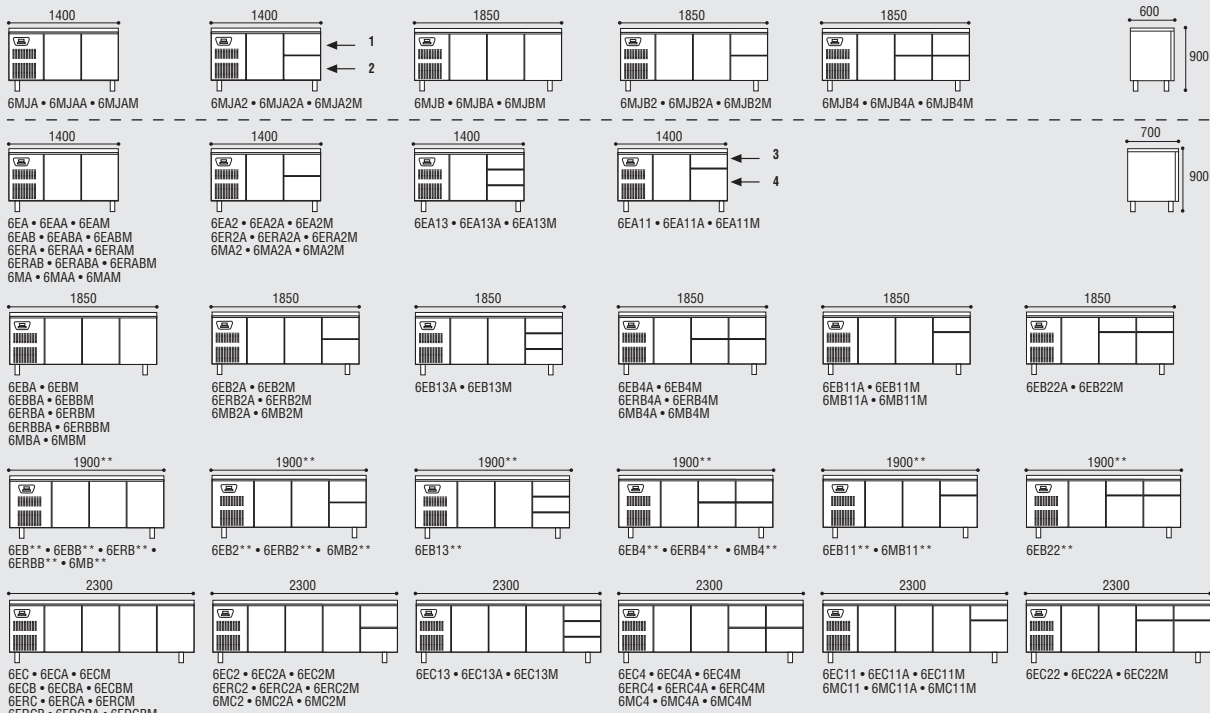 1400
1400
1850
1850
1850
600
1
2
900
6MJA • 6MJAA • 6MJAM
6MJA2 • 6MJA2A • 6MJA2M
6MJB • 6MJBA • 6MJBM
6MJB2 • 6MJB2A • 6MJB2M
6MJB4 • 6MJB4A • 6MJB4M
1400
1400
1400
1400
700
3
4
900
6EA • 6EAA • 6EAM
6EAB • 6EABA • 6EABM
6ERA • 6ERAA • 6ERAM
6ERAB • 6ERABA • 6ERABM
6MA • 6MAA • 6MAM
6EA2 • 6EA2A • 6EA2M
6ER2A • 6ERA2A • 6ERA2M
6MA2 • 6MA2A • 6MA2M
6EA13 • 6EA13A • 6EA13M
6EA11 • 6EA11A • 6EA11M
1850
1850
1850
1850
1850
1850
6EBA • 6EBM
6EBBA • 6EBBM
6ERBA • 6ERBM
6ERBBA • 6ERBBM
6MBA • 6MBM
6EB2A • 6EB2M
6ERB2A • 6ERB2M
6MB2A • 6MB2M
6EB13A • 6EB13M
6EB4A • 6EB4M
6ERB4A • 6ERB4M
6MB4A • 6MB4M
6EB11A • 6EB11M
6MB11A • 6MB11M
6EB22A • 6EB22M
1900**
1900**
1900**
1900**
1900**
1900**
6EB** • 6EBB** • 6ERB** •
6ERBB** • 6MB**
6EB2** • 6ERB2** • 6MB2**
6EB13**
6EB4** • 6ERB4** • 6MB4**
6EB11** • 6MB11**
6EB22**
2300
2300
2300
2300
2300
2300
6EC • 6ECA • 6ECM
6ECB • 6ECBA • 6ECBM
6ERC • 6ERCA • 6ERCM
6ERCB • 6ERCBA • 6ERCBM
6EC2 • 6EC2A • 6EC2M
6ERC2 • 6ERC2A • 6ERC2M
6MC2 • 6MC2A • 6MC2M
6EC13 • 6EC13A • 6EC13M
6EC4 • 6EC4A • 6EC4M
6ERC4 • 6ERC4A • 6ERC4M
6MC4 • 6MC4A • 6MC4M
6EC11 • 6EC11A • 6EC11M
6MC11 • 6MC11A • 6MC11M
6EC22 • 6EC22A • 6EC22M